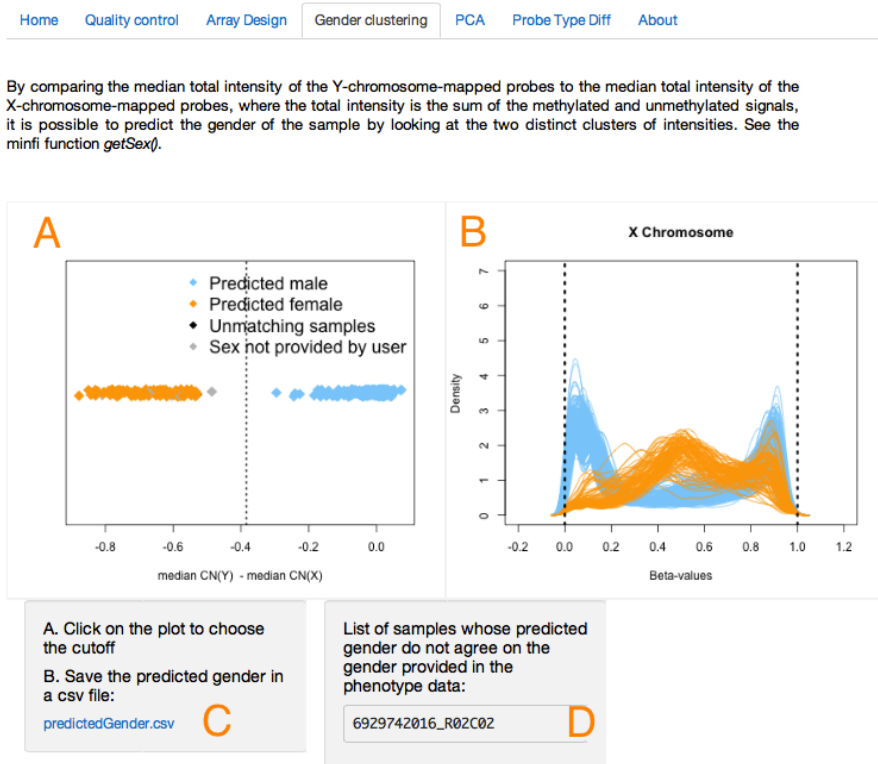 Home Quality control Array Design Gender clustering PCA Probe Type Diff About
By comparing the median total intensity of the Y-chromosome-mapped probes to the median total intensity of the
X-chromosome-mapped probes, where the total intensity is the sum of the methylated and unmethylated signals,
it is possible to predict the gender of the sample by looking at the two distinct clusters of intensities. See the
minfi function getSex().
A
Predicted male
Predicted female
Unmatching samples
Sex not provided by user
-0.8 -0.6 -0.4 -0.2 0.0
median CN(Y) - median CN(X)
B
X Chromosome
Density
7
6
5
4
3
2
1
0
-0.2 0.0 0.2 0.4 0.6 0.8 1.0 1.2
Beta-values
A. Click on the plot to choose
the cutoff
B. Save the predicted gender in
a csv file:
predictedGender.csv C
List of samples whose predicted
gender do not agree on the
gender provided in the
phenotype data:
6929742016_R02C02 D